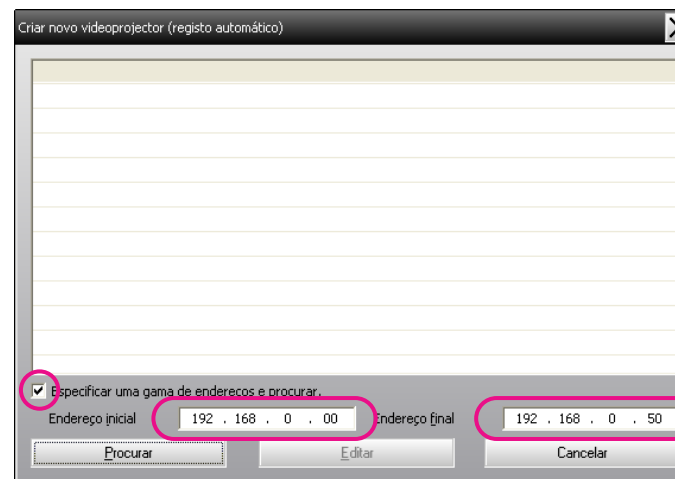 Criar novo videoprojector (registo automático)
Especificar uma gama de endereços e procurar.
Endereço inicial 192 . 168 . 0 . 00 Endereço final 192 . 168 . 0 . 50
Procurar Editar Cancelar